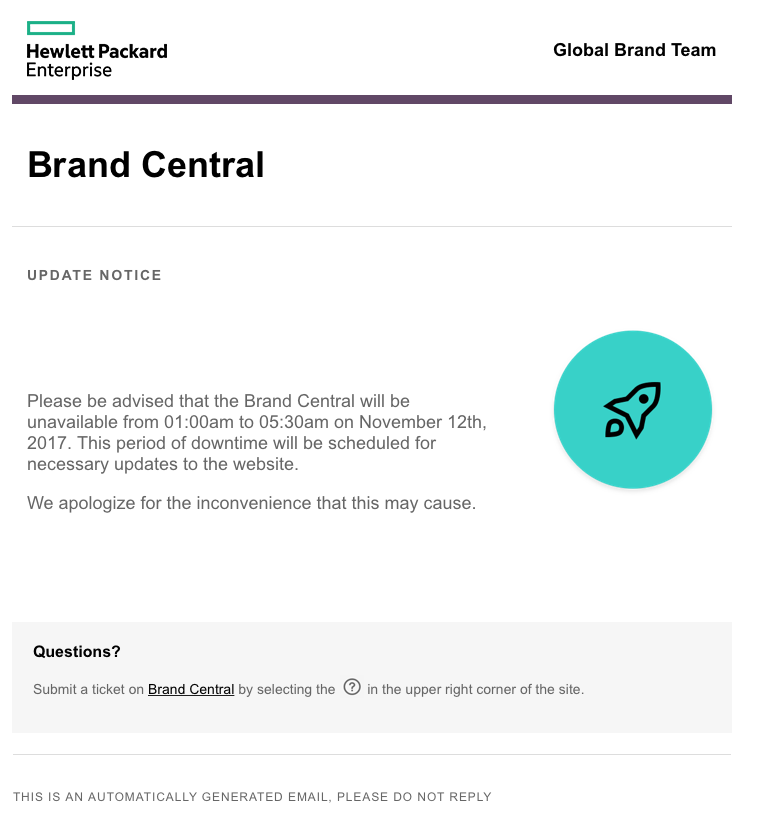 Hewlett Packard
Enterprise
Global Brand Team
Brand Central
UPDATE NOTICE
Please be advised that the Brand Central will be
unavailable from 01:00am to 05:30am on November 12th,
2017. This period of downtime will be scheduled for
necessary updates to the website.
We apologize for the inconvenience that this may cause.
Questions?
Submit a ticket on Brand Central by selecting the ? in the upper right corner of the site.
THIS IS AN AUTOMATICALLY GENERATED EMAIL, PLEASE DO NOT REPLY